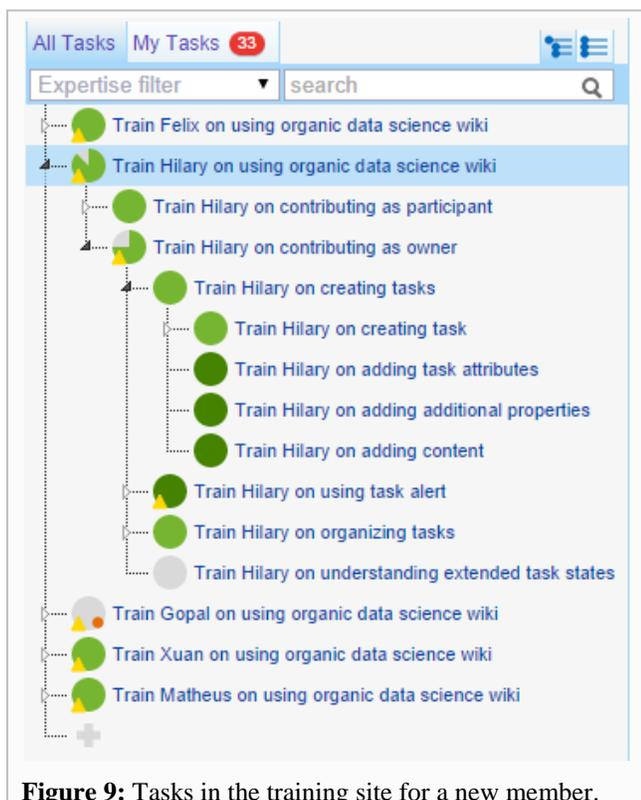 All Tasks My Tasks 33
Expertise filter search
Train Felix on using organic data science wiki
Train Hilary on using organic data science wiki
Train Hilary on contributing as participant
Train Hilary on contributing as owner
Train Hilary on creating tasks
Train Hilary on creating task
Train Hilary on adding task attributes
Train Hilary on adding additional properties
Train Hilary on adding content
Train Hilary on using task alert
Train Hilary on organizing tasks
Train Hilary on understanding extended task states
Train Gopal on using organic data science wiki
Train Xuan on using organic data science wiki
Train Matheus on using organic data science wiki
Figure 9: Tasks in the training site for a new member.